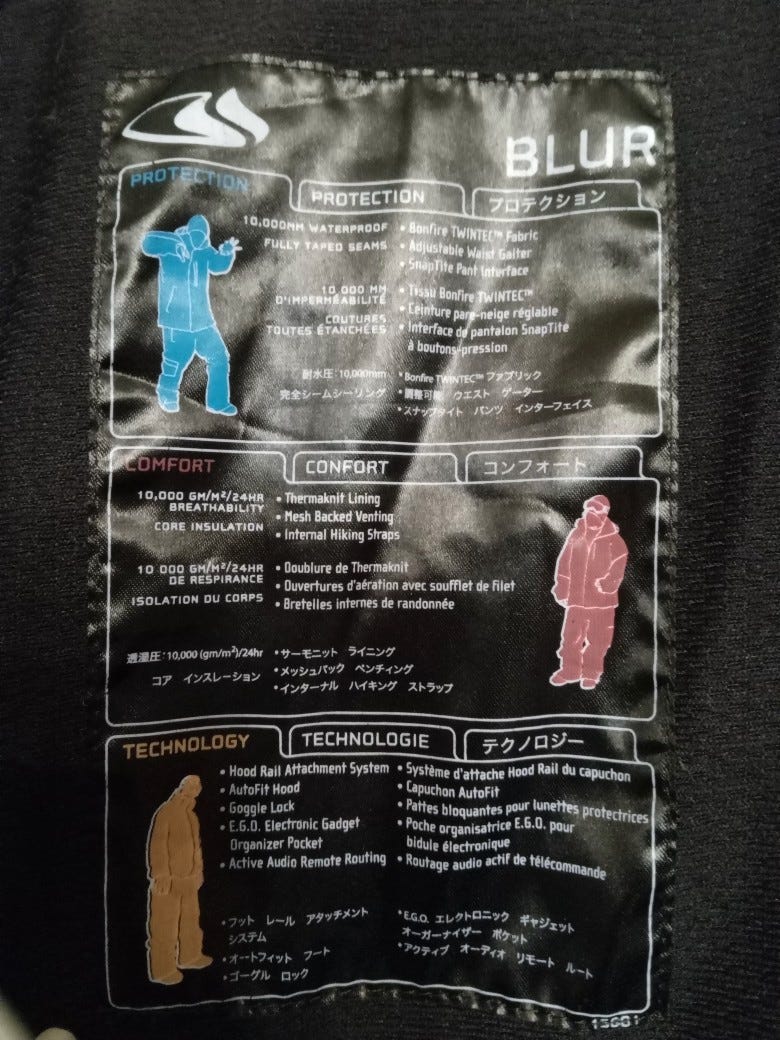 BLUR
PROTECTION
PROTECTION
プロテクション
10,000MM WATERPROOF
FULLY TAPED SEAMS
• Bonfire TWINTEC™ Fabric
• Adjustable Waist Gaiter
• SnapTite Pant Interface
10 000 MM
D'IMPERMÉABILITÉ
COUTURES
TOUTES ÉTANCHÉES
• Tissu Bonfire TWINTEC™
• Ceinture pare-neige réglable
• Interface de pantalon SnapTite
à boutons-pression
耐水圧：10,000mm
完全シームシーリング
• Bonfire TWINTEC™ ファブリック
• 調整可能 ウエスト ゲーター
• スナップタイト パンツ インターフェイス
COMFORT
CONFORT
コンフォート
10,000 GM/M²/24HR
BREATHABILITY
CORE INSULATION
• Thermaknit Lining
• Mesh Backed Venting
• Internal Hiking Straps
10 000 GM/M²/24HR
DE RESPIRANCE
ISOLATION DU CORPS
• Doublure de Thermaknit
• Ouvertures d'aération avec soufflet de filet
• Bretelles internes de randonnée
透湿圧：10,000 (gm/m²)/24hr
コア インスレーション
• サーモニット ライニング
• メッシュバック ベンティング
• インターナル ハイキング ストラップ
TECHNOLOGY
TECHNOLOGIE
テクノロジー
• Hood Rail Attachment System
• AutoFit Hood
• Goggle Lock
• E.G.O. Electronic Gadget
Organizer Pocket
• Active Audio Remote Routing
• Système d'attache Hood Rail du capuchon
• Capuchon AutoFit
• Pattes bloquantes pour lunettes protectrices
• Poche organisatrice E.G.O. pour
bidule électronique
• Routage audio actif de télécommande
• フット レール アタッチメント
システム
• オートフィット フート
• ゴーグル ロック
• E.G.O. エレクトロニック ギャジェット
オーガーナイザー ポケット
• アクティブ オーディオ リモート ルート
15681